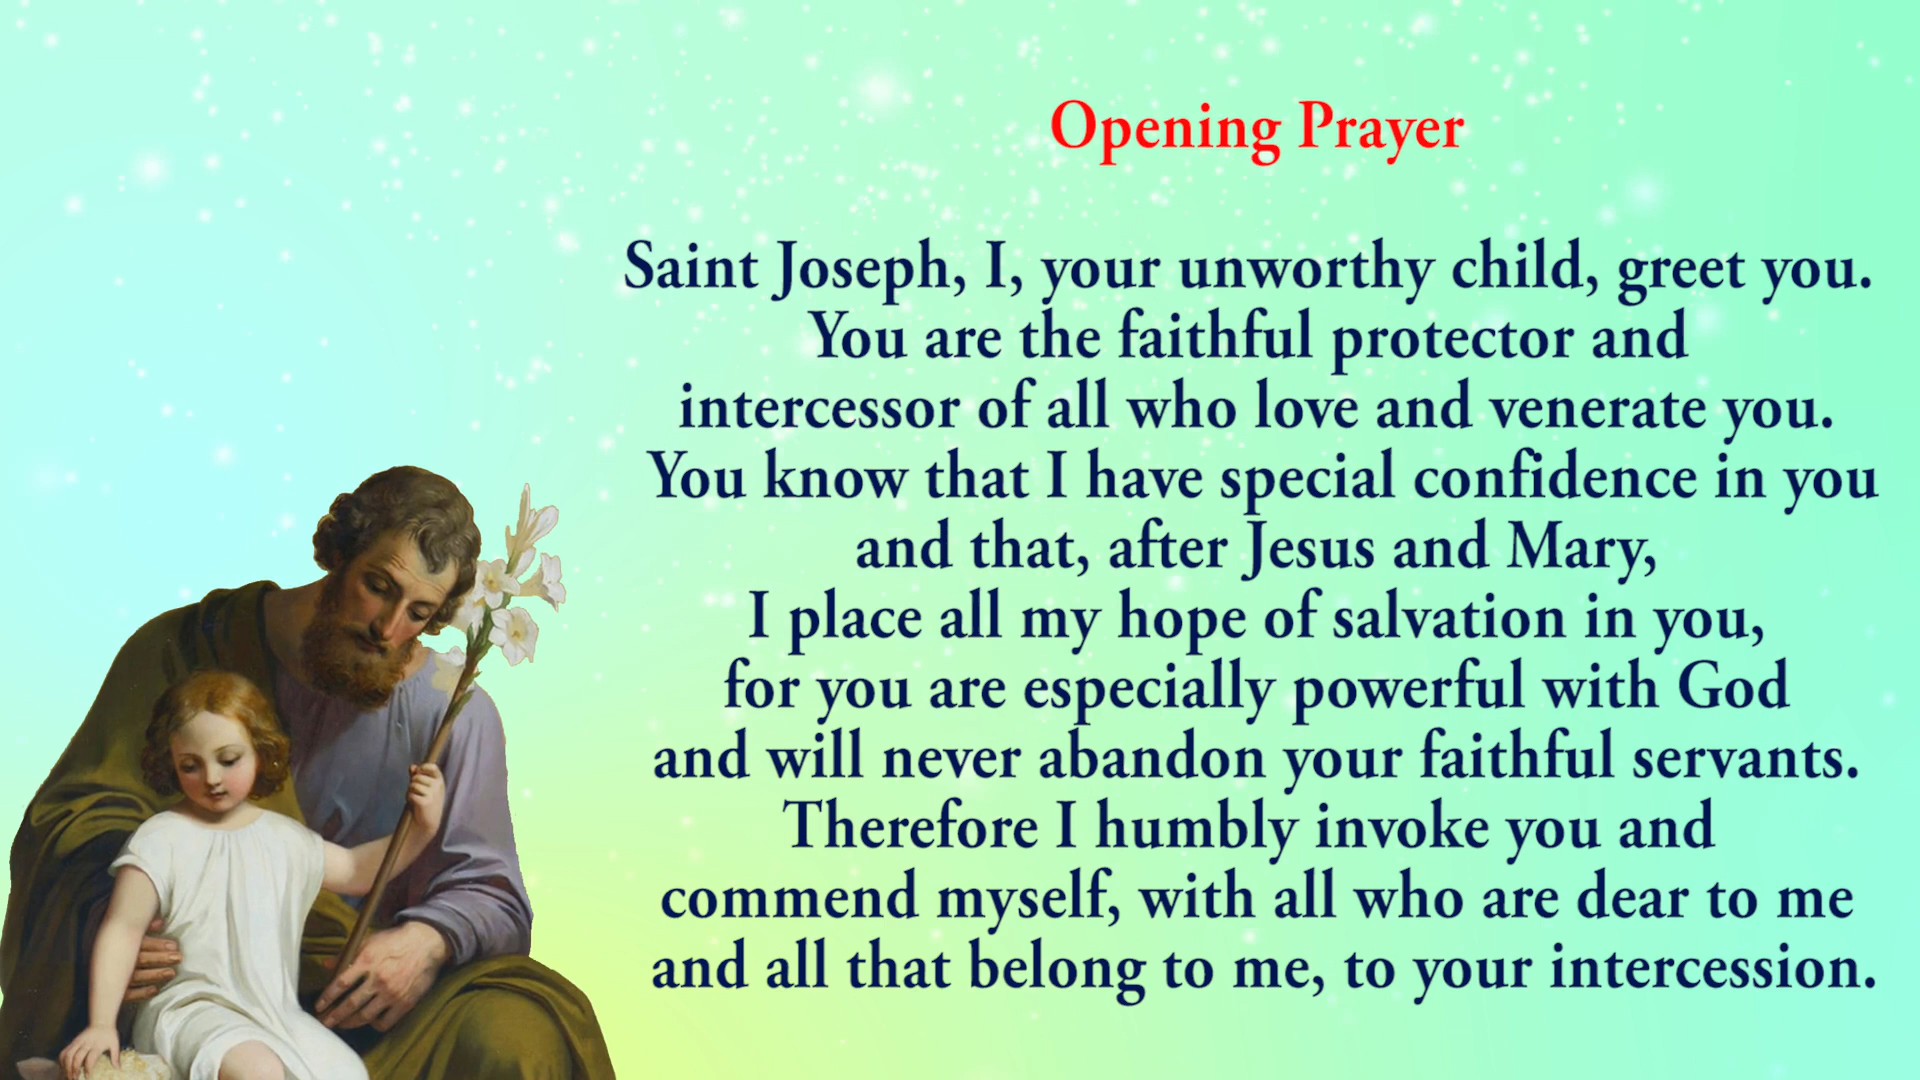 Opening Prayer
Saint Joseph, I, your unworthy child, greet you.
You are the faithful protector and
intercessor of all who love and venerate you.
You know that I have special confidence in you
and that, after Jesus and Mary,
I place all my hope of salvation in you,
for you are especially powerful with God
and will never abandon your faithful servants.
Therefore I humbly invoke you and
commend myself, with all who are dear to me
and all that belong to me, to your intercession.